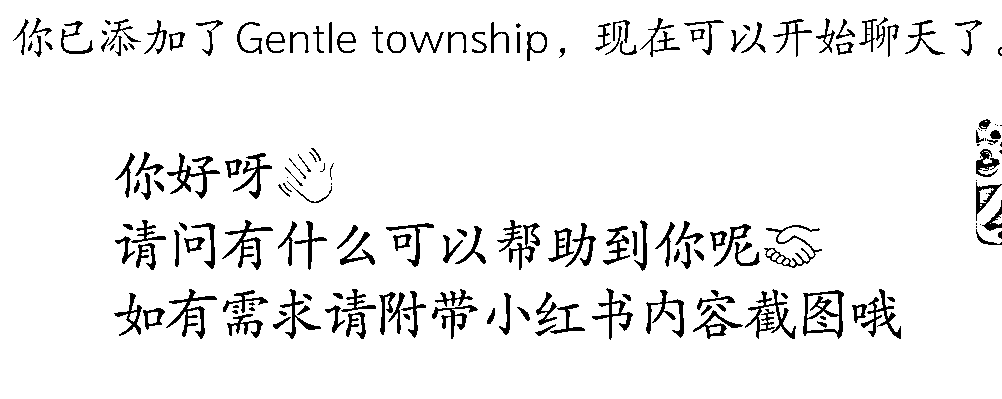 你已添加了Gentle township，现在可以开始聊天了。
你好呀👋
请问有什么可以帮助到你呢🤝
如有需求请附带小红书内容截图哦